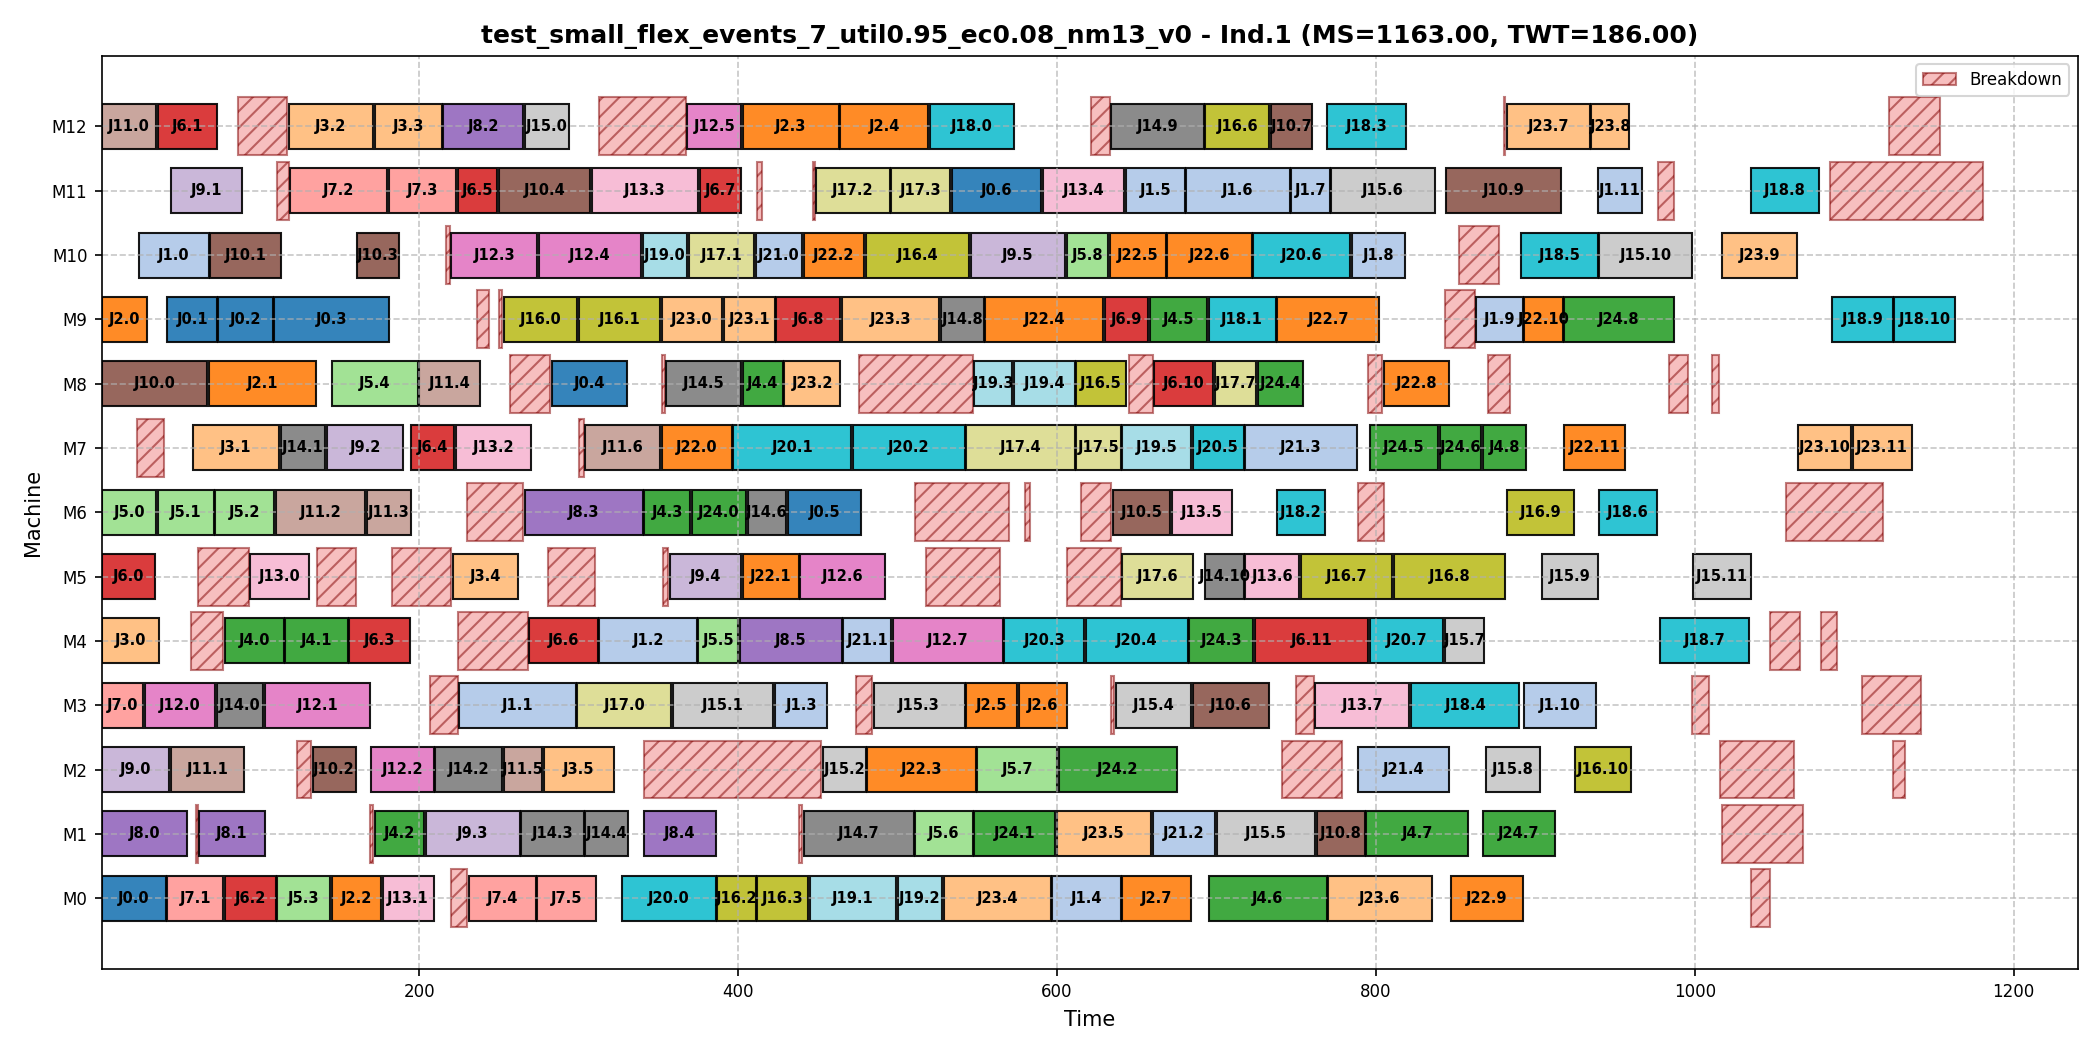 test_small_flex_events_7_util0.95_ec0.08_nm13_v0 - Ind.1 (MS=1163.00, TWT=186.00)
Breakdown
M12 J11.0 J6.1 J3.2 J3.3 J8.2 J15.0 J12.5 J2.3 J2.4 J18.0 J14.9 J16.6 J10.7 J18.3 J23.7 J23.8
M11 J9.1 J7.2 J7.3 J6.5 J10.4 J13.3 J6.7 J17.2 J17.3 J0.6 J13.4 J1.5 J1.6 J1.7 J15.6 J10.9 J1.11 J18.8
M10 J1.0 J10.1 J10.3 J12.3 J12.4 J19.0 J17.1 J21.0 J22.2 J16.4 J9.5 J5.8 J22.5 J22.6 J20.6 J1.8 J18.5 J15.10 J23.9
M9 J2.0 J0.1 J0.2 J0.3 J16.0 J16.1 J23.0 J23.1 J6.8 J23.3 J14.8 J22.4 J6.9 J4.5 J18.1 J22.7 J1.9 J22.10 J24.8 J18.9 J18.10
M8 J10.0 J2.1 J5.4 J11.4 J0.4 J14.5 J4.4 J23.2 J19.3 J19.4 J16.5 J6.10 J17.7 J24.4 J22.8
M7 J3.1 J14.1 J9.2 J6.4 J13.2 J11.6 J22.0 J20.1 J20.2 J17.4 J17.5 J19.5 J20.5 J21.3 J24.5 J24.6 J4.8 J22.11 J23.10 J23.11
M6 J5.0 J5.1 J5.2 J11.2 J11.3 J8.3 J4.3 J24.0 J14.6 J0.5 J10.5 J13.5 J18.2 J16.9 J18.6
M5 J6.0 J13.0 J3.4 J9.4 J22.1 J12.6 J17.6 J14.10 J13.6 J16.7 J16.8 J15.9 J15.11
M4 J3.0 J4.0 J4.1 J6.3 J6.6 J1.2 J5.5 J8.5 J21.1 J12.7 J20.3 J20.4 J24.3 J6.11 J20.7 J15.7 J18.7
M3 J7.0 J12.0 J14.0 J12.1 J1.1 J17.0 J15.1 J1.3 J15.3 J2.5 J2.6 J15.4 J10.6 J13.7 J18.4 J1.10
M2 J9.0 J11.1 J10.2 J12.2 J14.2 J11.5 J3.5 J15.2 J22.3 J5.7 J24.2 J21.4 J15.8 J16.10
M1 J8.0 J8.1 J4.2 J9.3 J14.3 J14.4 J8.4 J14.7 J5.6 J24.1 J23.5 J21.2 J15.5 J10.8 J4.7 J24.7
M0 J0.0 J7.1 J6.2 J5.3 J2.2 J13.1 J7.4 J7.5 J20.0 J16.2 J16.3 J19.1 J19.2 J23.4 J1.4 J2.7 J4.6 J23.6 J22.9
200 400 600 800 1000 1200
Time
Machine